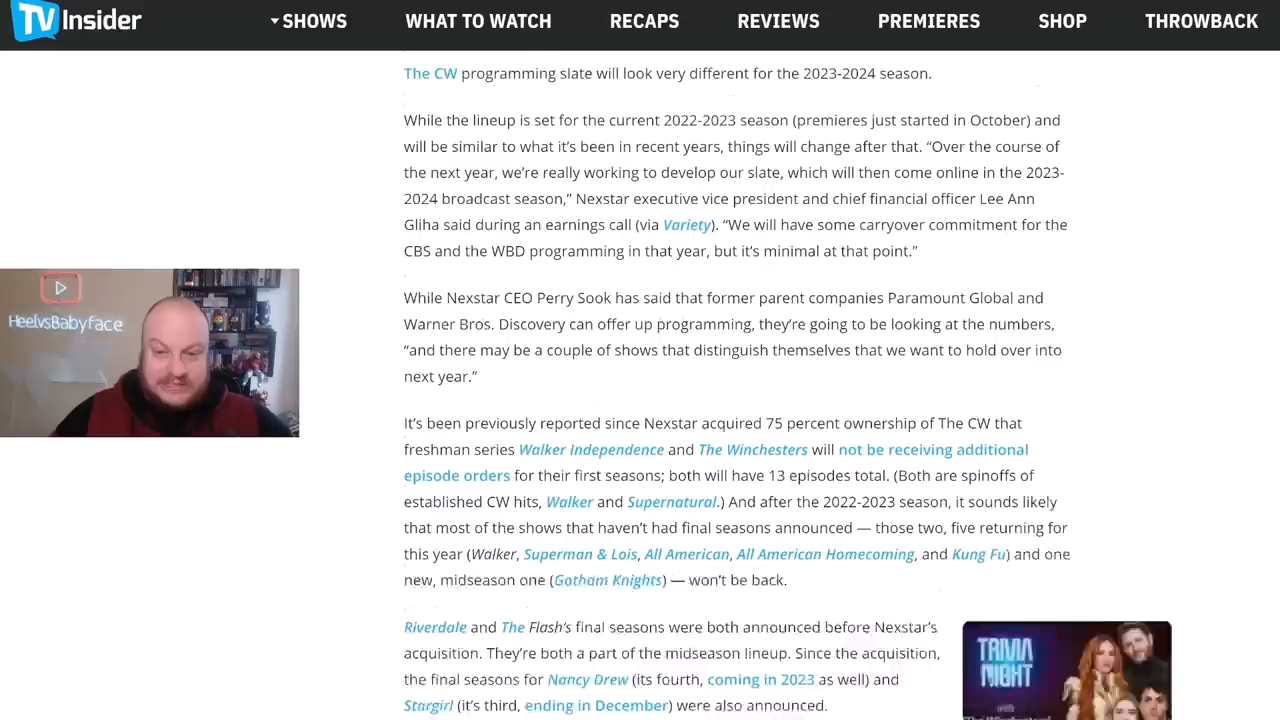 TV Insider
SHOWS
WHAT TO WATCH
RECAPS
REVIEWS
PREMIERES
SHOP
THROWBACK
The CW programming slate will look very different for the 2023-2024 season.
While the lineup is set for the current 2022-2023 season (premieres just started in October) and
will be similar to what it's been in recent years, things will change after that. “Over the course of
the next year, we're really working to develop our slate, which will then come online in the 2023-
2024 broadcast season,” Nexstar executive vice president and chief financial officer Lee Ann
Gliha said during an earnings call (via Variety). “We will have some carryover commitment for the
CBS and the WBD programming in that year, but it's minimal at that point.”
While Nexstar CEO Perry Sook has said that former parent companies Paramount Global and
Warner Bros. Discovery can offer up programming, they're going to be looking at the numbers,
“and there may be a couple of shows that distinguish themselves that we want to hold over into
next year.”
It's been previously reported since Nexstar acquired 75 percent ownership of The CW that
freshman series Walker Independence and The Winchesters will not be receiving additional
episode orders for their first seasons; both will have 13 episodes total. (Both are spinoffs of
established CW hits, Walker and Supernatural.) And after the 2022-2023 season, it sounds likely
that most of the shows that haven't had final seasons announced — those two, five returning for
this year (Walker, Superman & Lois, All American, All American Homecoming, and Kung Fu) and one
new, midseason one (Gotham Knights) — won't be back.
Riverdale and The Flash's final seasons were both announced before Nexstar's
acquisition. They're both a part of the midseason lineup. Since the acquisition,
the final seasons for Nancy Drew (its fourth, coming in 2023 as well) and
Stargirl (it's third, ending in December) were also announced.
HeelvsBabyface
TRIVIA
NIGHT